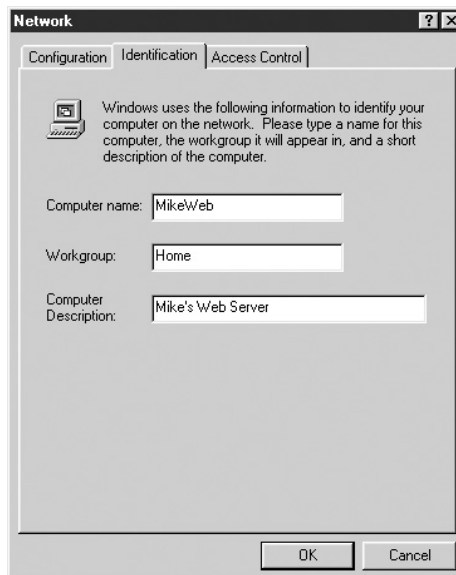 Network
Configuration Identification Access Control
Windows uses the following information to identify your
computer on the network. Please type a name for this
computer, the workgroup it will appear in, and a short
description of the computer.
Computer name: MikeWeb
Workgroup: Home
Computer
Description: Mike's Web Server
OK Cancel